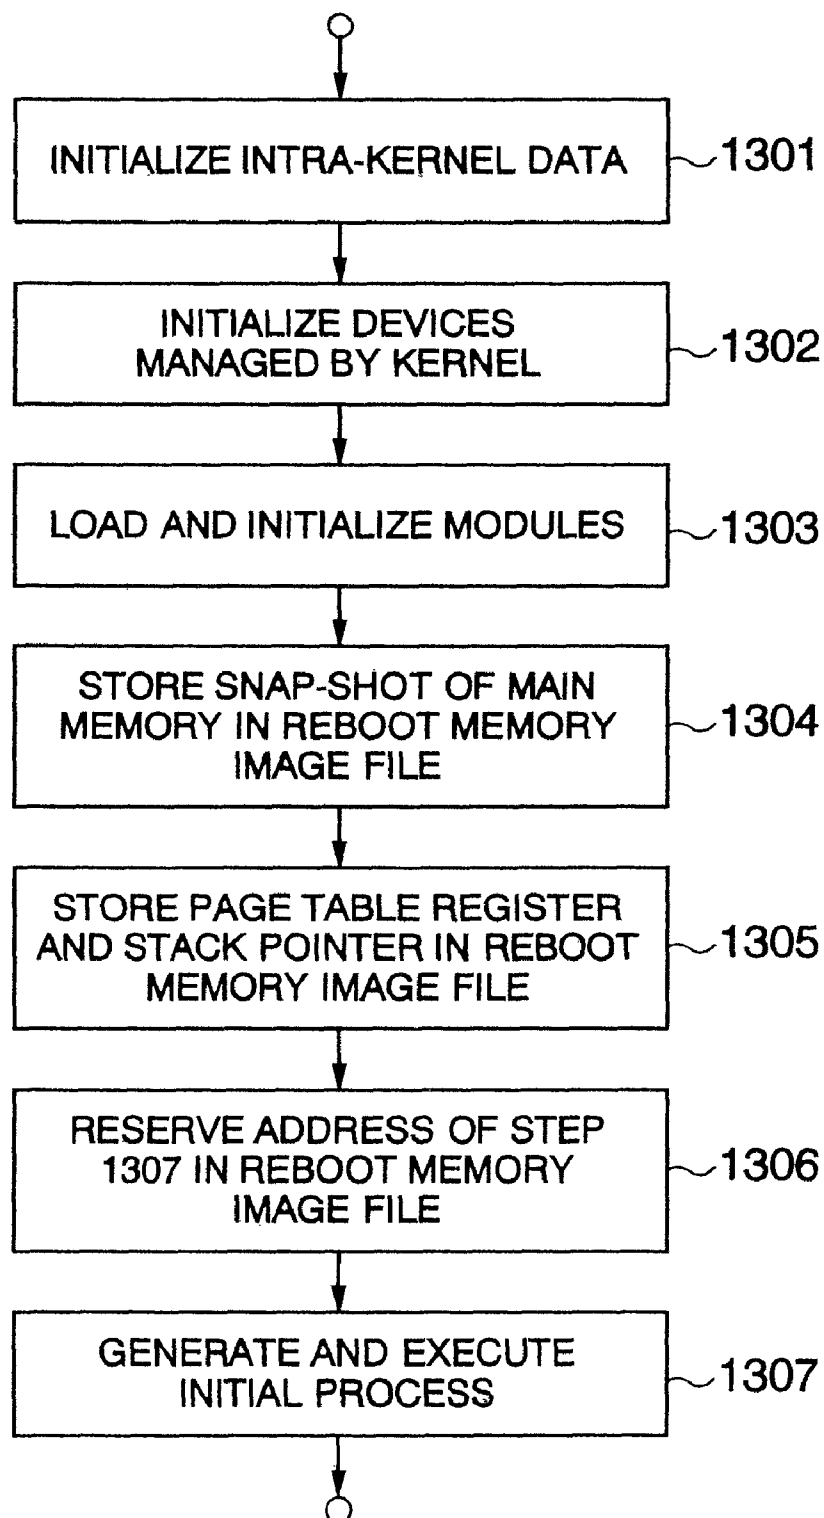 INITIALIZE INTRA-KERNEL DATA
1301
INITIALIZE DEVICES
MANAGED BY KERNEL
1302
LOAD AND INITIALIZE MODULES
1303
STORE SNAP-SHOT OF MAIN
MEMORY IN REBOOT MEMORY
IMAGE FILE
1304
STORE PAGE TABLE REGISTER
AND STACK POINTER IN REBOOT
MEMORY IMAGE FILE
1305
RESERVE ADDRESS OF STEP
1307 IN REBOOT MEMORY
IMAGE FILE
1306
GENERATE AND EXECUTE
INITIAL PROCESS
1307